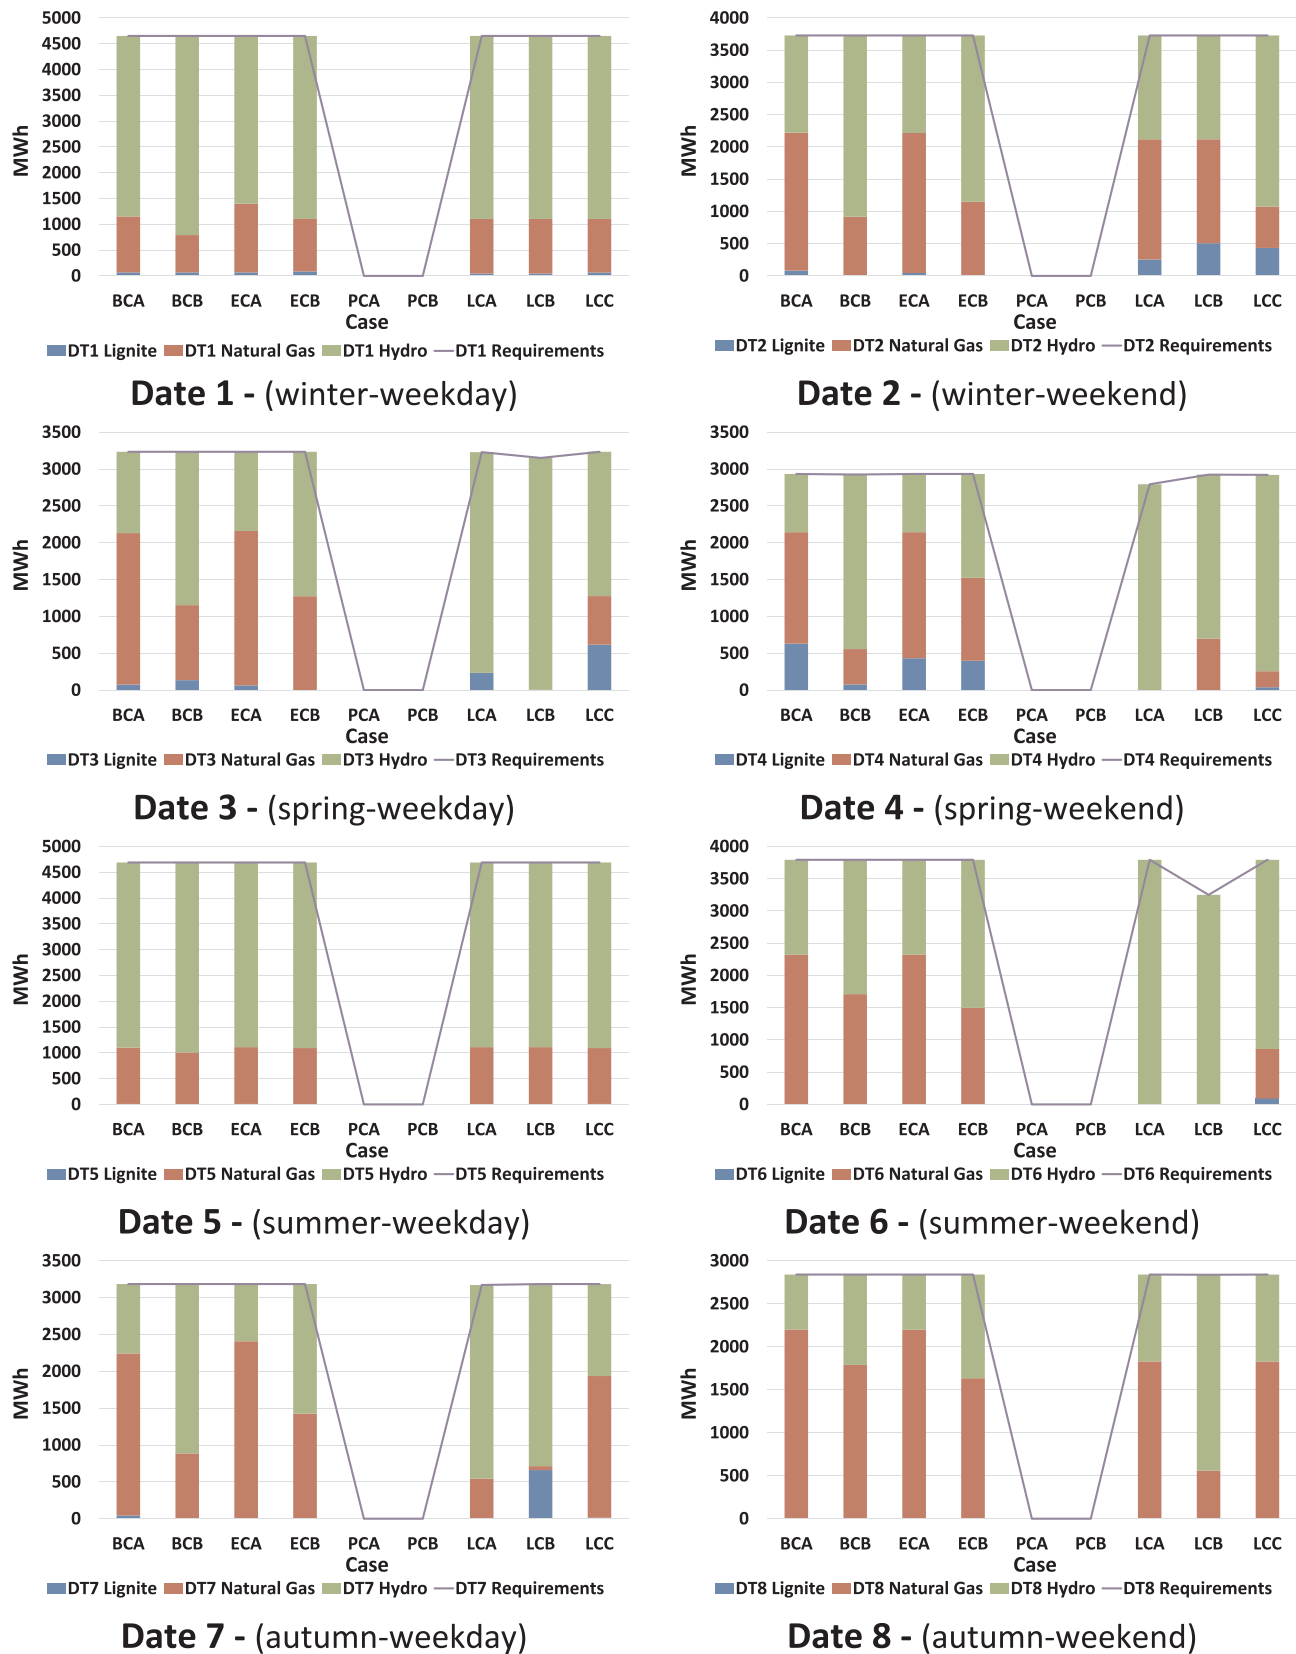 5000
4500
4000
3500
3000
2500
2000
1500
1000
500
0
MWh
BCA BCB ECA ECB PCA PCB LCA LCB LCC
Case
DT1 Lignite DT1 Natural Gas DT1 Hydro DT1 Requirements
Date 1 - (winter-weekday)
4000
3500
3000
2500
2000
1500
1000
500
0
MWh
BCA BCB ECA ECB PCA PCB LCA LCB LCC
Case
DT2 Lignite DT2 Natural Gas DT2 Hydro DT2 Requirements
Date 2 - (winter-weekend)
3500
3000
2500
2000
1500
1000
500
0
MWh
BCA BCB ECA ECB PCA PCB LCA LCB LCC
Case
DT3 Lignite DT3 Natural Gas DT3 Hydro DT3 Requirements
Date 3 - (spring-weekday)
3500
3000
2500
2000
1500
1000
500
0
MWh
BCA BCB ECA ECB PCA PCB LCA LCB LCC
Case
DT4 Lignite DT4 Natural Gas DT4 Hydro DT4 Requirements
Date 4 - (spring-weekend)
5000
4500
4000
3500
3000
2500
2000
1500
1000
500
0
MWh
BCA BCB ECA ECB PCA PCB LCA LCB LCC
Case
DT5 Lignite DT5 Natural Gas DT5 Hydro DT5 Requirements
Date 5 - (summer-weekday)
4000
3500
3000
2500
2000
1500
1000
500
0
MWh
BCA BCB ECA ECB PCA PCB LCA LCB LCC
Case
DT6 Lignite DT6 Natural Gas DT6 Hydro DT6 Requirements
Date 6 - (summer-weekend)
3500
3000
2500
2000
1500
1000
500
0
MWh
BCA BCB ECA ECB PCA PCB LCA LCB LCC
Case
DT7 Lignite DT7 Natural Gas DT7 Hydro DT7 Requirements
Date 7 - (autumn-weekday)
3000
2500
2000
1500
1000
500
0
MWh
BCA BCB ECA ECB PCA PCB LCA LCB LCC
Case
DT8 Lignite DT8 Natural Gas DT8 Hydro DT8 Requirements
Date 8 - (autumn-weekend)